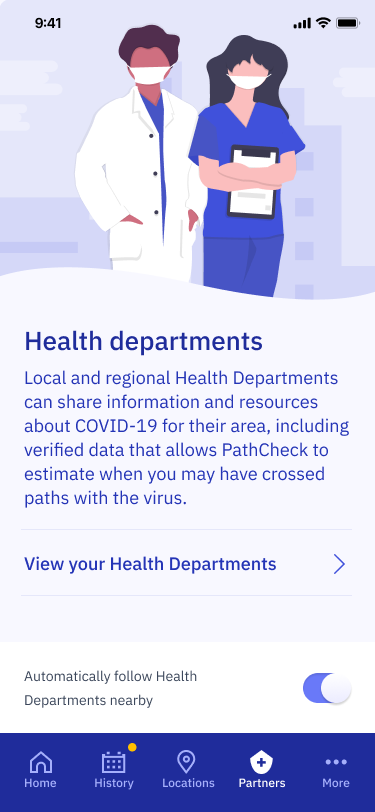 9:41
Health departments
Local and regional Health Departments
can share information and resources
about COVID-19 for their area, including
verified data that allows PathCheck to
estimate when you may have crossed
paths with the virus.
View your Health Departments
Automatically follow Health
Departments nearby
Home History Locations Partners More